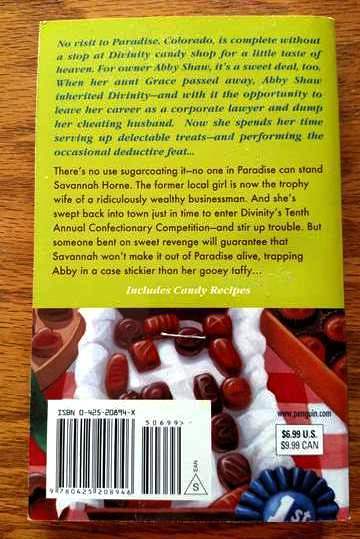 No visit to Paradise, Colorado, is complete without
a stop at Divinity candy shop for a little taste of
heaven. For owner Abby Shaw, it's a sweet deal, too.
When her aunt Grace passed away, Abby Shaw
inherited Divinity—and with it the opportunity to
leave her career as a corporate lawyer and dump
her cheating husband. Now she spends her time
serving up delectable treats—and performing the
occasional deductive feat...
There's no use sugarcoating it—no one in Paradise can stand
Savannah Horne. The former local girl is now the trophy
wife of a ridiculously wealthy businessman. And she's
swept back into town just in time to enter Divinity's Tenth
Annual Confectionary Competition—and stir up trouble. But
someone bent on sweet revenge will guarantee that
Savannah won't make it out of Paradise alive, trapping
Abby in a case stickier than her gooey taffy...
Includes Candy Recipes
ISBN 0-425-20894-X
50699>
9 780425 208946
EAN
S
www.penguin.com
$6.99 U.S.
$9.99 CAN
1st